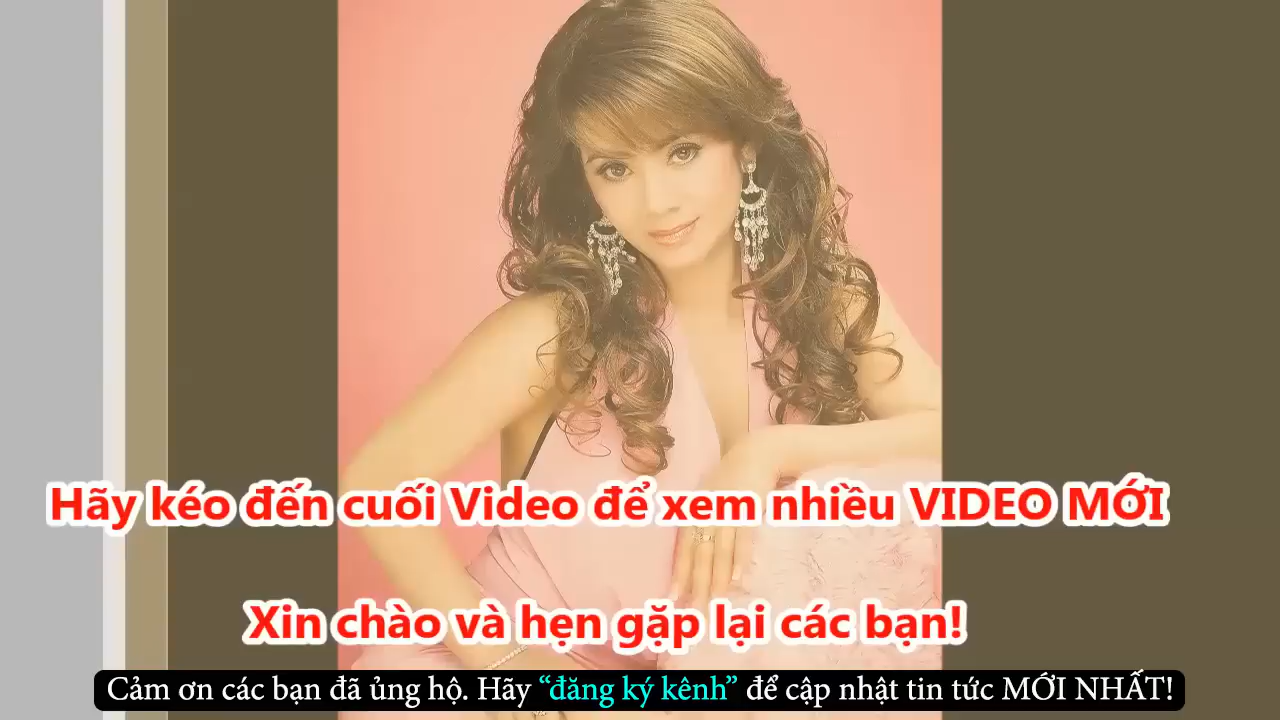 Hãy kéo đến cuối Video để xem nhiều VIDEO MỚI
Xin chào và hẹn gặp lại các bạn!
Cảm ơn các bạn đã ủng hộ. Hãy “đăng ký kênh” để cập nhật tin tức MỚI NHẤT!